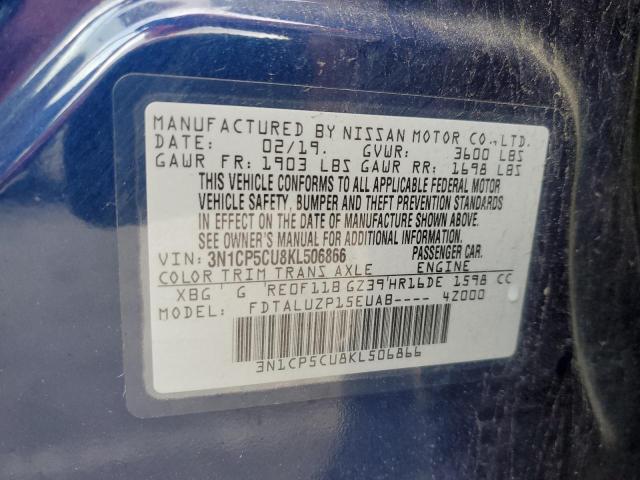 MANUFACTURED BY NISSAN MOTOR CO.,LTD.
DATE: 02/19. GVWR: 3600 LBS
GAWR FR: 1903 LBS GAWR RR: 1698 LBS
THIS VEHICLE CONFORMS TO ALL APPLICABLE FEDERAL MOTOR
VEHICLE SAFETY, BUMPER AND THEFT PREVENTION STANDARDS
IN EFFECT ON THE DATE OF MANUFACTURE SHOWN ABOVE.
SEE OWNER'S MANUAL FOR ADDITIONAL INFORMATION.
VIN: 3N1CP5CU8KL506866 PASSENGER CAR.
COLOR TRIM TRANS AXLE ENGINE
XBG ' G 'RE0F11B GZ39'HR16DE 1598 CC
MODEL: FDTALUZP15EUAB---- 4Z000
3N1CP5CU8KL506866